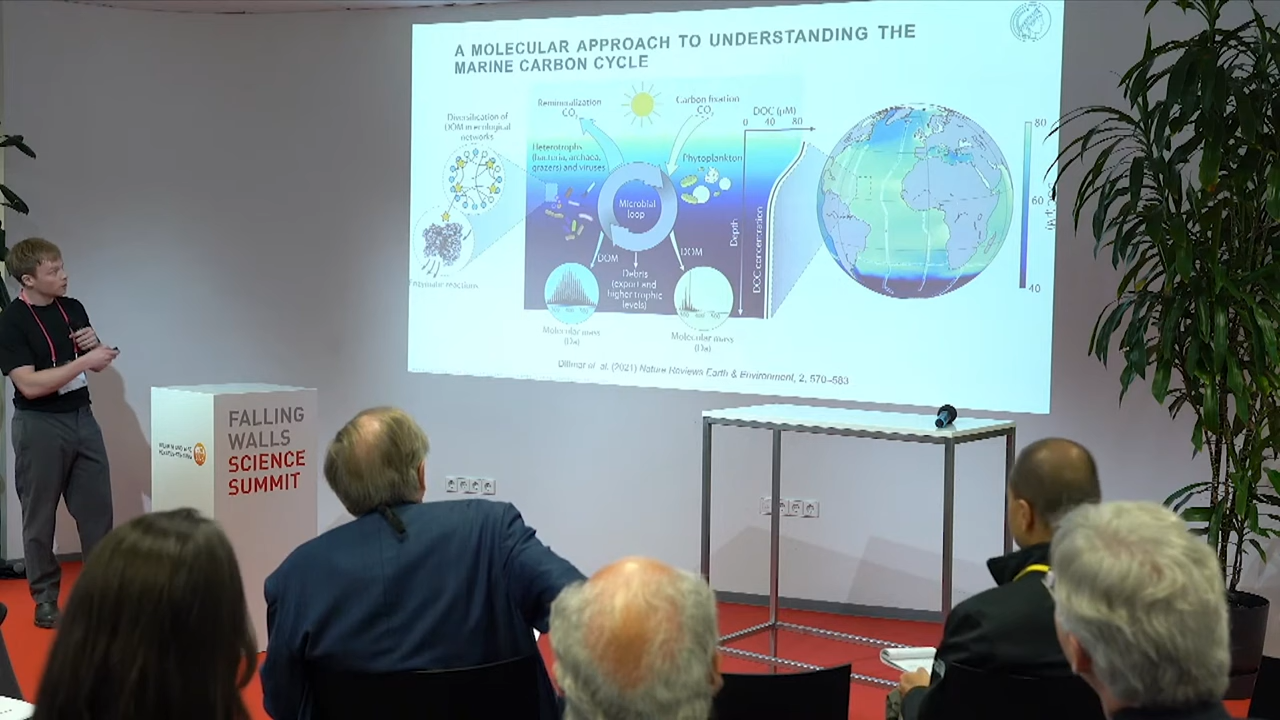 A MOLECULAR APPROACH TO UNDERSTANDING THE
MARINE CARBON CYCLE
Remineralization
CO₂
Carbon fixation
CO₂
DOC (µM)
0 40 80
Diversification of
DOM in ecological
networks
Heterotrophs
(bacteria, archaea,
grazers) and viruses
Phytoplankton
Microbial
loop
DOM
DOM
Debris
(export and
higher trophic
levels)
Depth
DOC concentration
Enzymatic reactions
Molecular mass
(Da)
Molecular mass
(Da)
80
60
40
Dittmar et al. (2021) Nature Reviews Earth & Environment, 2, 570–583
FALLING
WALLS
SCIENCE
SUMMIT